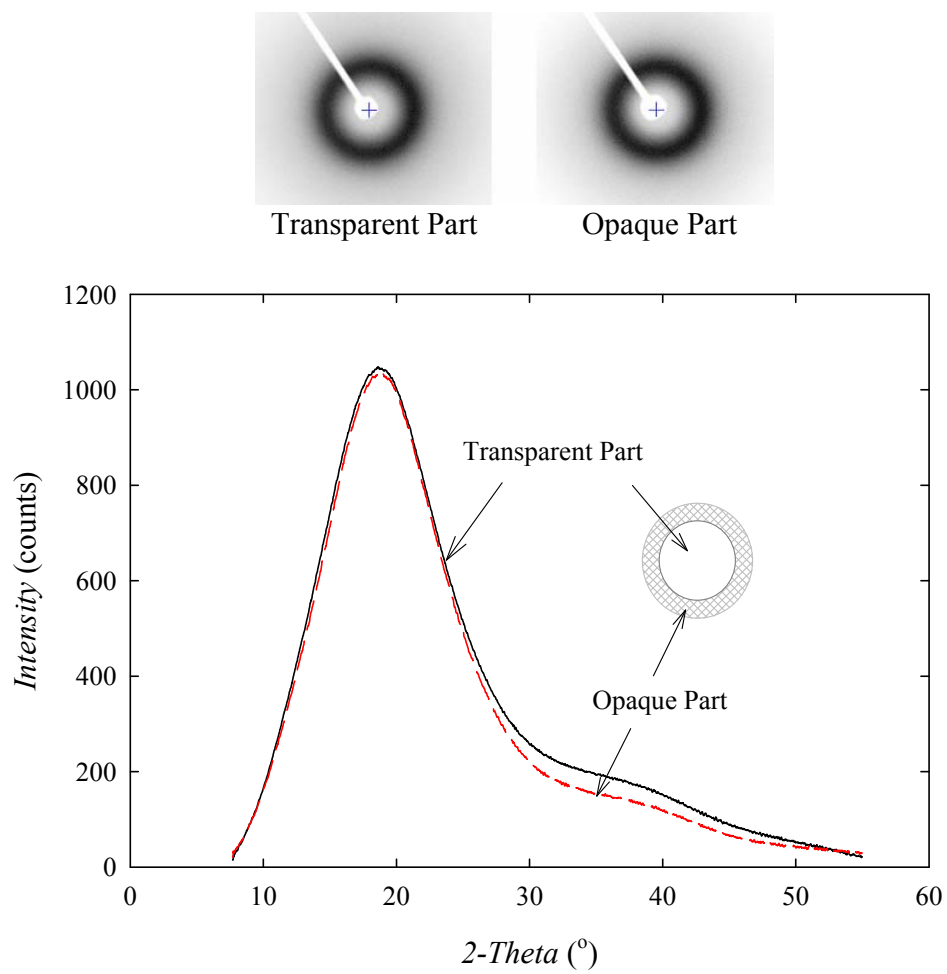 Transparent Part
Opaque Part
1200
1000
800
600
400
200
0
Intensity (counts)
Transparent Part
Opaque Part
0 10 20 30 40 50 60
2-Theta (o)